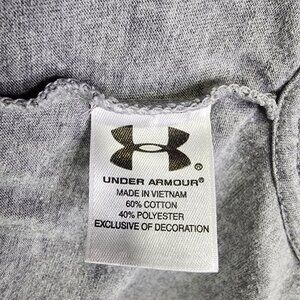 ®
UNDER ARMOUR®
MADE IN VIETNAM
60% COTTON
40% POLYESTER
EXCLUSIVE OF DECORATION